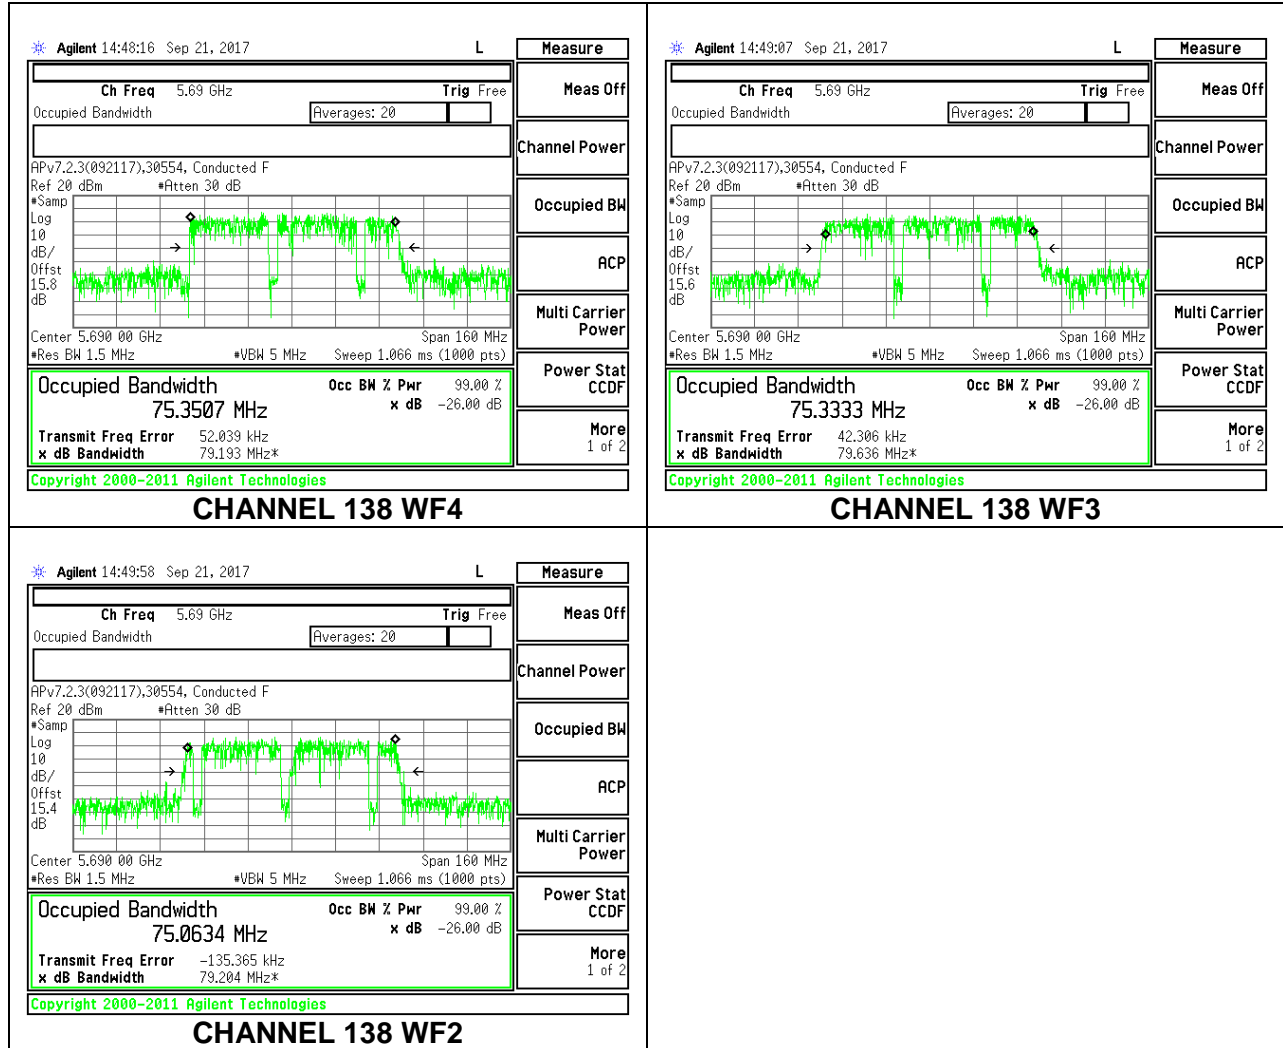 Agilent 14:48:16 Sep 21, 2017 L Measure
Ch Freq 5.69 GHz Trig Free
Occupied Bandwidth Averages: 20
APv7.2.3(092117),30554, Conducted F
Ref 20 dBm #Atten 30 dB
#Samp
Log
10
dB/
Offst
15.8
dB
Center 5.690 00 GHz Span 160 MHz
#Res BW 1.5 MHz #VBW 5 MHz Sweep 1.066 ms (1000 pts)
Occupied Bandwidth Occ BW % Pwr 99.00 %
75.3507 MHz x dB -26.00 dB
Transmit Freq Error 52.039 kHz
x dB Bandwidth 79.193 MHz*
Copyright 2000-2011 Agilent Technologies
Meas Off
Channel Power
Occupied BW
ACP
Multi Carrier
Power
Power Stat
CCDF
More
1 of 2
CHANNEL 138 WF4
Agilent 14:49:07 Sep 21, 2017 L Measure
Ch Freq 5.69 GHz Trig Free
Occupied Bandwidth Averages: 20
APv7.2.3(092117),30554, Conducted F
Ref 20 dBm #Atten 30 dB
#Samp
Log
10
dB/
Offst
15.6
dB
Center 5.690 00 GHz Span 160 MHz
#Res BW 1.5 MHz #VBW 5 MHz Sweep 1.066 ms (1000 pts)
Occupied Bandwidth Occ BW % Pwr 99.00 %
75.3333 MHz x dB -26.00 dB
Transmit Freq Error 42.306 kHz
x dB Bandwidth 79.636 MHz*
Copyright 2000-2011 Agilent Technologies
Meas Off
Channel Power
Occupied BW
ACP
Multi Carrier
Power
Power Stat
CCDF
More
1 of 2
CHANNEL 138 WF3
Agilent 14:49:58 Sep 21, 2017 L Measure
Ch Freq 5.69 GHz Trig Free
Occupied Bandwidth Averages: 20
APv7.2.3(092117),30554, Conducted F
Ref 20 dBm #Atten 30 dB
#Samp
Log
10
dB/
Offst
15.4
dB
Center 5.690 00 GHz Span 160 MHz
#Res BW 1.5 MHz #VBW 5 MHz Sweep 1.066 ms (1000 pts)
Occupied Bandwidth Occ BW % Pwr 99.00 %
75.0634 MHz x dB -26.00 dB
Transmit Freq Error -135.365 kHz
x dB Bandwidth 79.204 MHz*
Copyright 2000-2011 Agilent Technologies
Meas Off
Channel Power
Occupied BW
ACP
Multi Carrier
Power
Power Stat
CCDF
More
1 of 2
CHANNEL 138 WF2